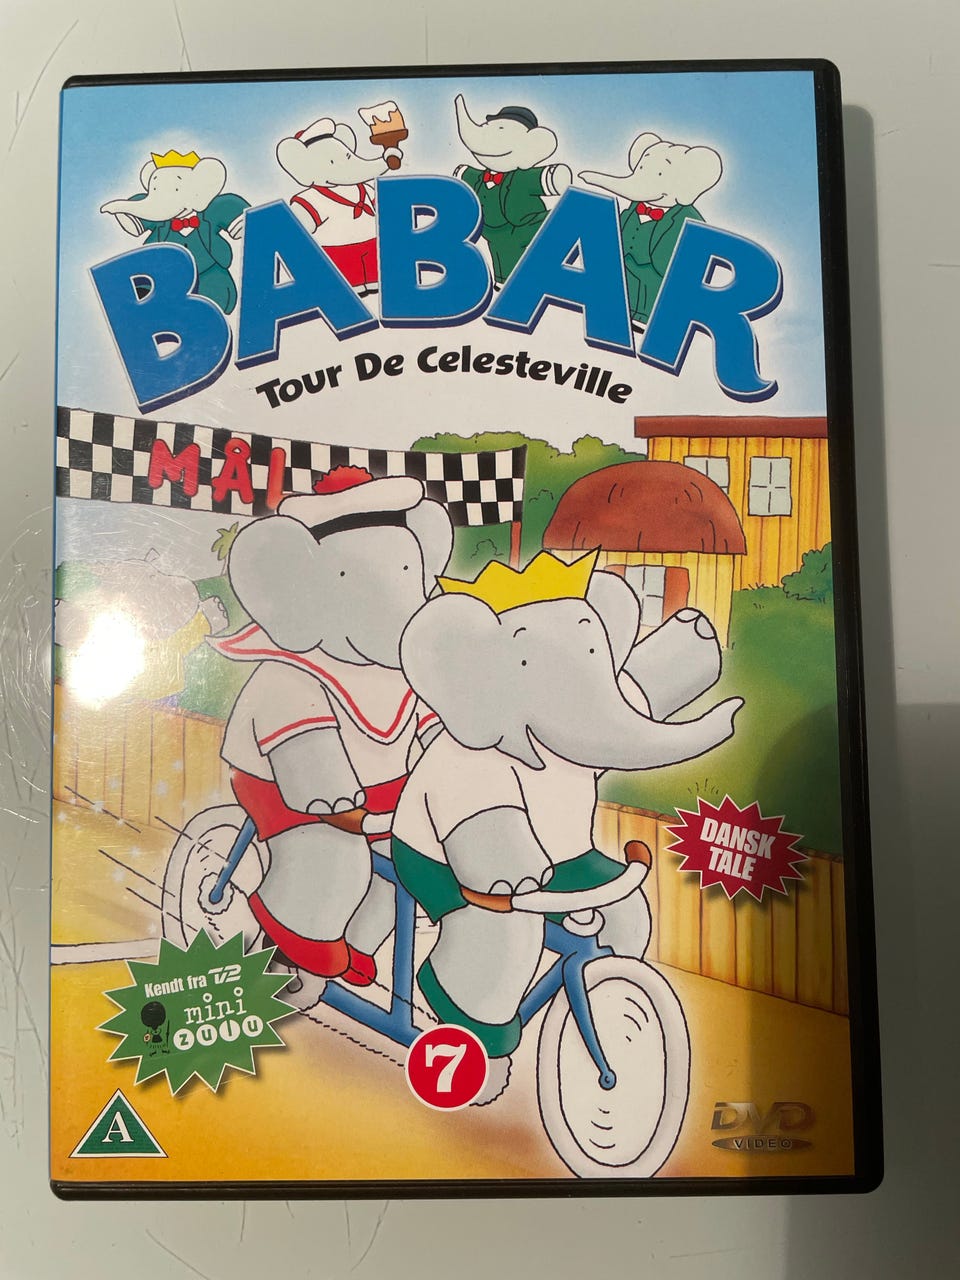 BABAR
Tour De Celesteville
MÅL
DANSK
TALE
Kendt fra TV2
mini
zulu
7
A
DVD
VIDEO